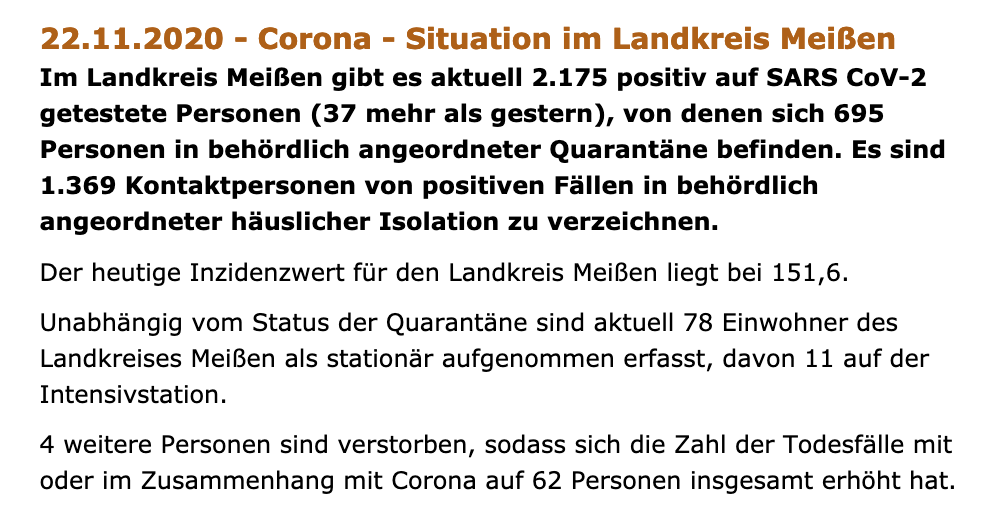 22.11.2020 - Corona - Situation im Landkreis Meißen
Im Landkreis Meißen gibt es aktuell 2.175 positiv auf SARS CoV-2
getestete Personen (37 mehr als gestern), von denen sich 695
Personen in behördlich angeordneter Quarantäne befinden. Es sind
1.369 Kontaktpersonen von positiven Fällen in behördlich
angeordneter häuslicher Isolation zu verzeichnen.
Der heutige Inzidenzwert für den Landkreis Meißen liegt bei 151,6.
Unabhängig vom Status der Quarantäne sind aktuell 78 Einwohner des
Landkreises Meißen als stationär aufgenommen erfasst, davon 11 auf der
Intensivstation.
4 weitere Personen sind verstorben, sodass sich die Zahl der Todesfälle mit
oder im Zusammenhang mit Corona auf 62 Personen insgesamt erhöht hat.